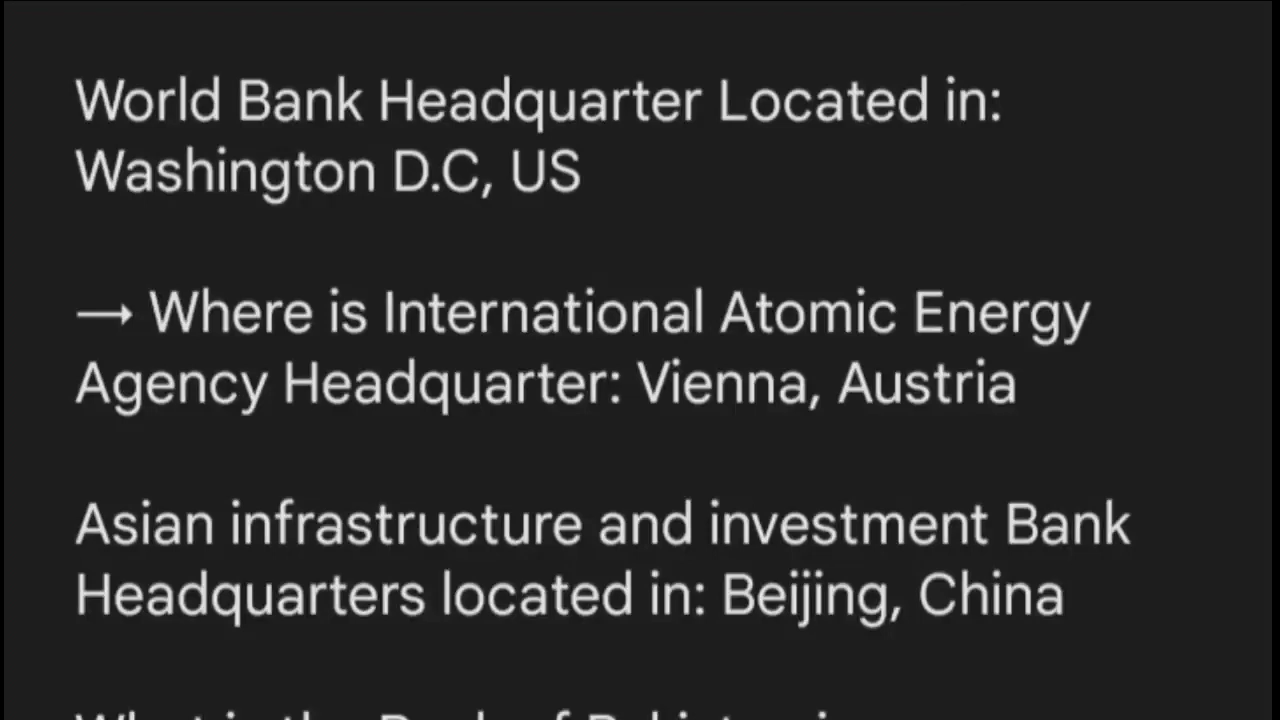 World Bank Headquarter Located in:
Washington D.C, US
→ Where is International Atomic Energy
Agency Headquarter: Vienna, Austria
Asian infrastructure and investment Bank
Headquarters located in: Beijing, China